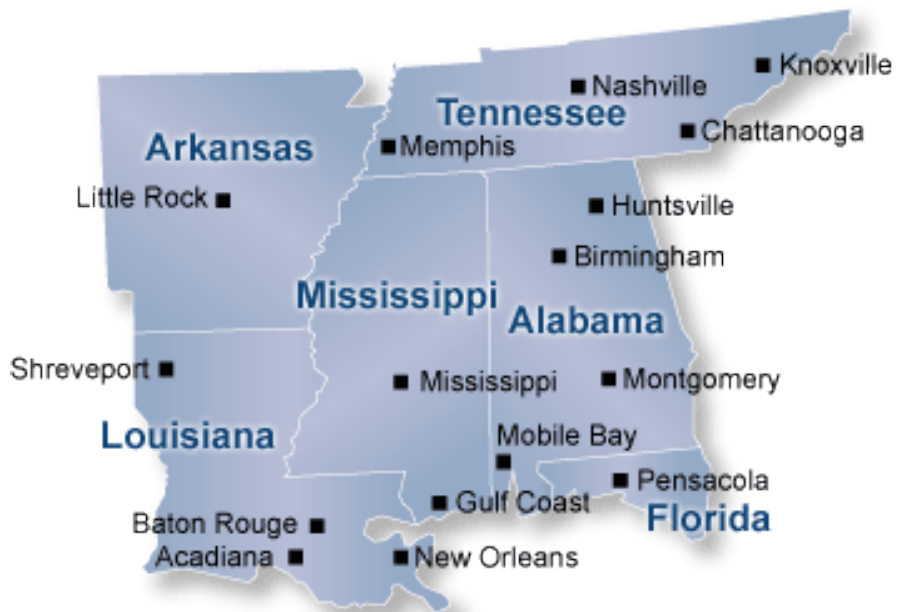 Knoxville
Nashville
Tennessee
Chattanooga
Arkansas
Memphis
Little Rock
Huntsville
Birmingham
Mississippi
Alabama
Shreveport
Mississippi
Montgomery
Louisiana
Mobile Bay
Pensacola
Gulf Coast
Florida
Baton Rouge
Acadiana
New Orleans